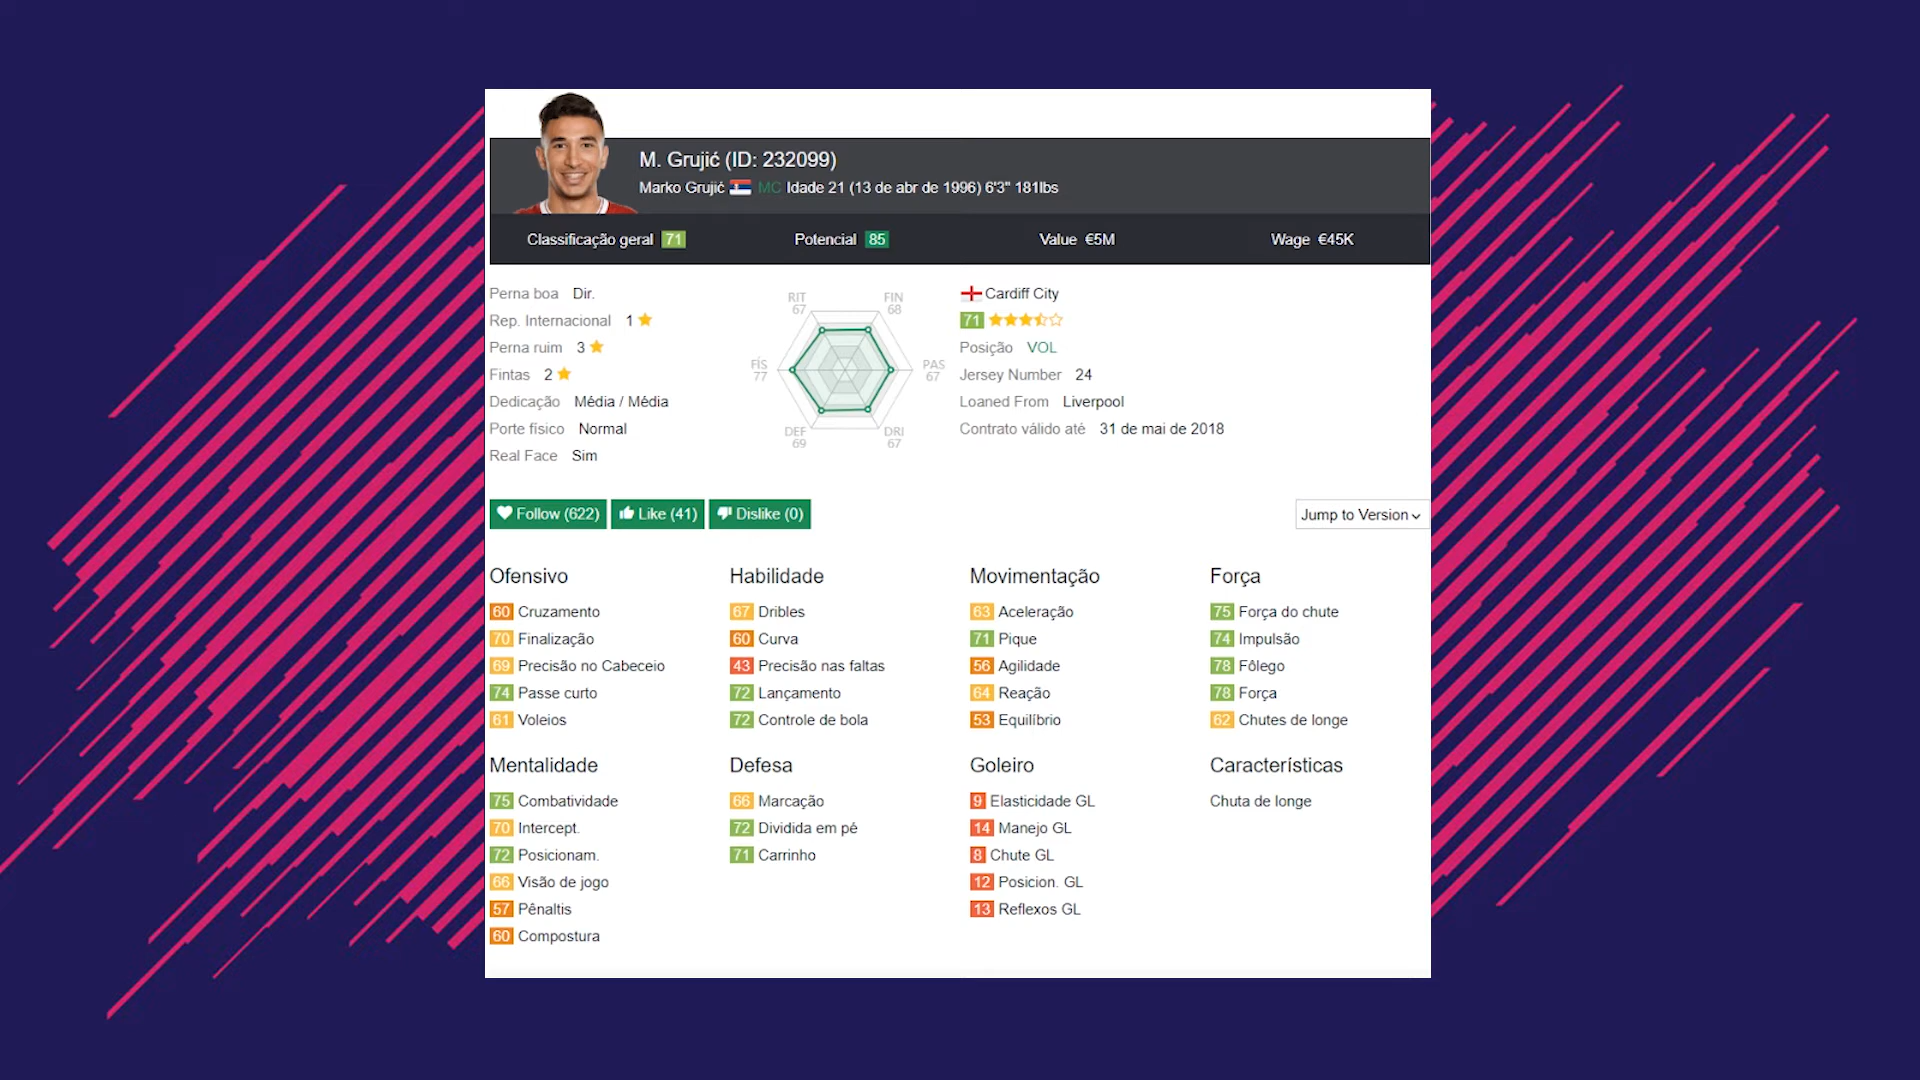 M. Grujić (ID: 232099)
Marko Grujić MC Idade 21 (13 de abr de 1996) 6'3" 181lbs
Classificação geral 71 Potencial 85 Value €5M Wage €45K
Perna boa Dir.
Rep. Internacional 1
Perna ruim 3
Fintas 2
Dedicação Média / Média
Porte físico Normal
Real Face Sim
RIT
67
FIN
68
FÍS
77
PAS
67
DEF
69
DRI
67
Cardiff City
71
Posição VOL
Jersey Number 24
Loaned From Liverpool
Contrato válido até 31 de mai de 2018
Follow (622) Like (41) Dislike (0) Jump to Version
Ofensivo
60 Cruzamento
70 Finalização
69 Precisão no Cabeceio
74 Passe curto
61 Voleios
Habilidade
67 Dribles
60 Curva
43 Precisão nas faltas
72 Lançamento
72 Controle de bola
Movimentação
63 Aceleração
71 Pique
56 Agilidade
64 Reação
53 Equilíbrio
Força
75 Força do chute
74 Impulsão
78 Fôlego
78 Força
62 Chutes de longe
Mentalidade
75 Combatividade
70 Intercept.
72 Posicionam.
66 Visão de jogo
57 Pênaltis
60 Compostura
Defesa
66 Marcação
72 Dividida em pé
71 Carrinho
Goleiro
9 Elasticidade GL
14 Manejo GL
8 Chute GL
12 Posicion. GL
13 Reflexos GL
Características
Chuta de longe